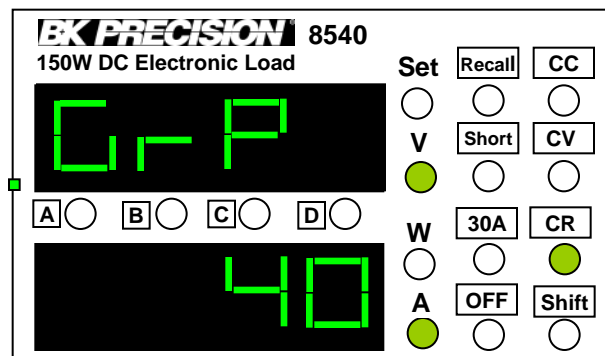 BK PRECISION 8540
150W DC Electronic Load
Set Recall CC
GrP
V Short CV
A B C D
W 30A CR
40
A OFF Shift